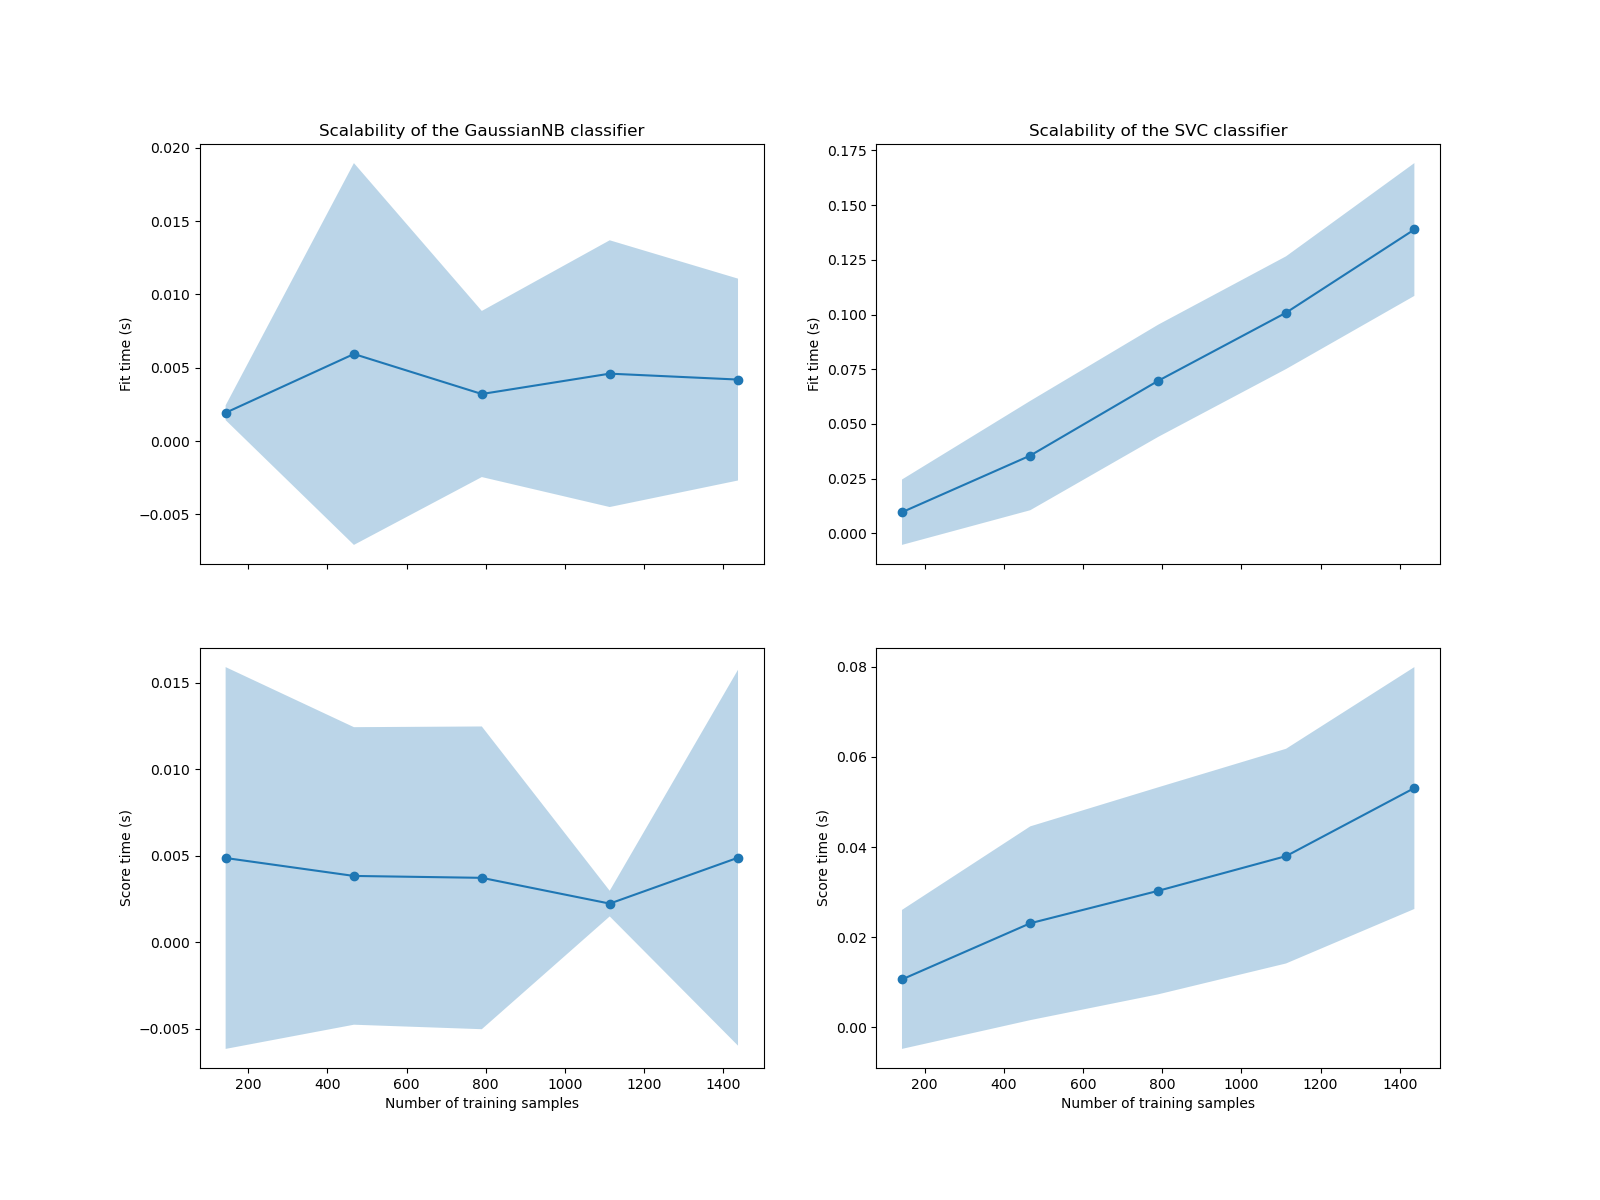 Scalability of the GaussianNB classifier
0.020
0.015
0.010
0.005
0.000
−0.005
Fit time (s)
Scalability of the SVC classifier
0.175
0.150
0.125
0.100
0.075
0.050
0.025
0.000
Fit time (s)
0.015
0.010
0.005
0.000
−0.005
Score time (s)
200 400 600 800 1000 1200 1400
Number of training samples
0.08
0.06
0.04
0.02
0.00
Score time (s)
200 400 600 800 1000 1200 1400
Number of training samples